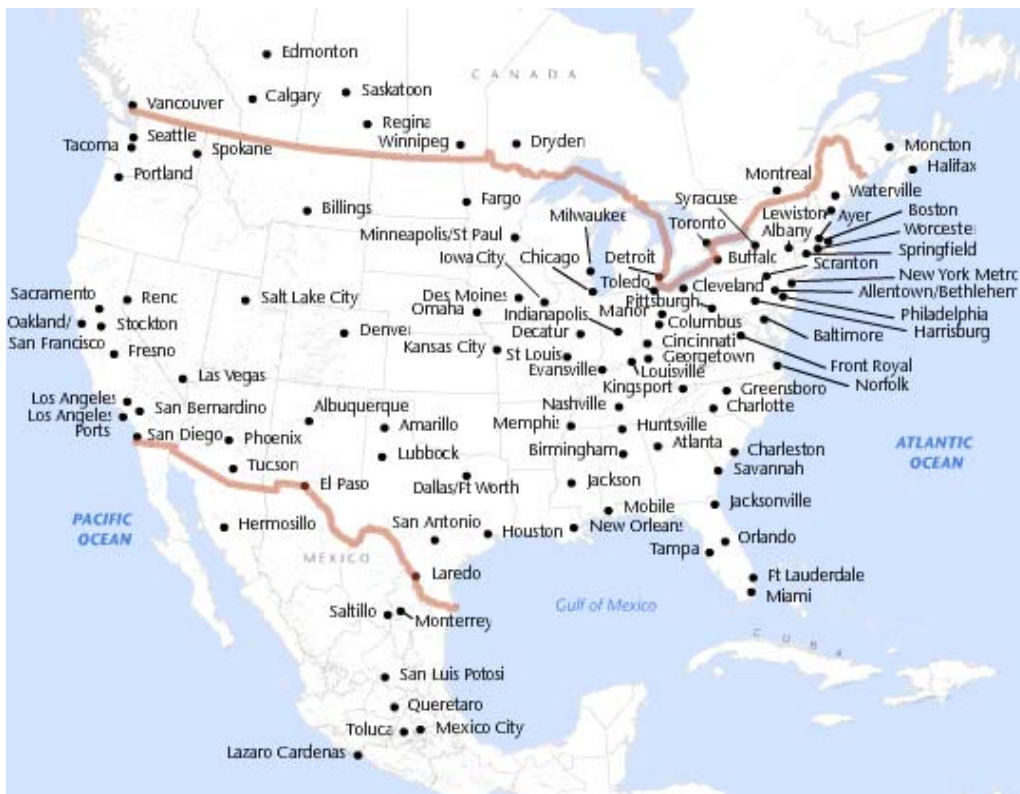 Edmonton
CANADA
Saskatoon
Calgary
Vancouver
Regina
Seattle
Winnipeg
Dryden
Tacoma
Spokane
Moncton
Halifax
Portland
Montreal
Waterville
Syracuse
Billings
Fargo
Milwaukee
Toronto
Lewiston
Ayer
Boston
Albany
Worceste
Minneapolis/St Paul
Springfield
Iowa City
Chicago
Detroit
Buffalo
Scranton
New York Metro
Toledo
Cleveland
Allentown/Bethlehem
Sacramento
Reno
Salt Lake City
Des Moines
Omaha
Manor
Pittsburgh
Philadelphia
Indianapolis
Harrisburg
Oakland/
San Francisco
Stockton
Denver
Decatur
Columbus
Baltimore
Fresno
Kansas City
St Louis
Cincinnati
Georgetown
Front Royal
Las Vegas
Evansville
Louisville
Kingsport
Norfolk
Los Angeles
Los Angeles
Ports
San Bernardino
Albuquerque
Amarillo
Nashville
Greensboro
Charlotte
Memphis
Huntsville
San Diego
Phoenix
Birmingham
Atlanta
Charleston
ATLANTIC
OCEAN
Tucson
Lubbock
Savannah
El Paso
Dallas/Ft Worth
Jackson
Mobile
Jacksonville
PACIFIC
OCEAN
Hermosillo
San Antonio
Houston
New Orleans
Orlando
Tampa
MEXICO
Laredo
Ft Lauderdale
Miami
Gulf of Mexico
Saltillo
Monterrey
CUBA
San Luis Potosi
Queretaro
Toluca
Mexico City
Lazaro Cardenas